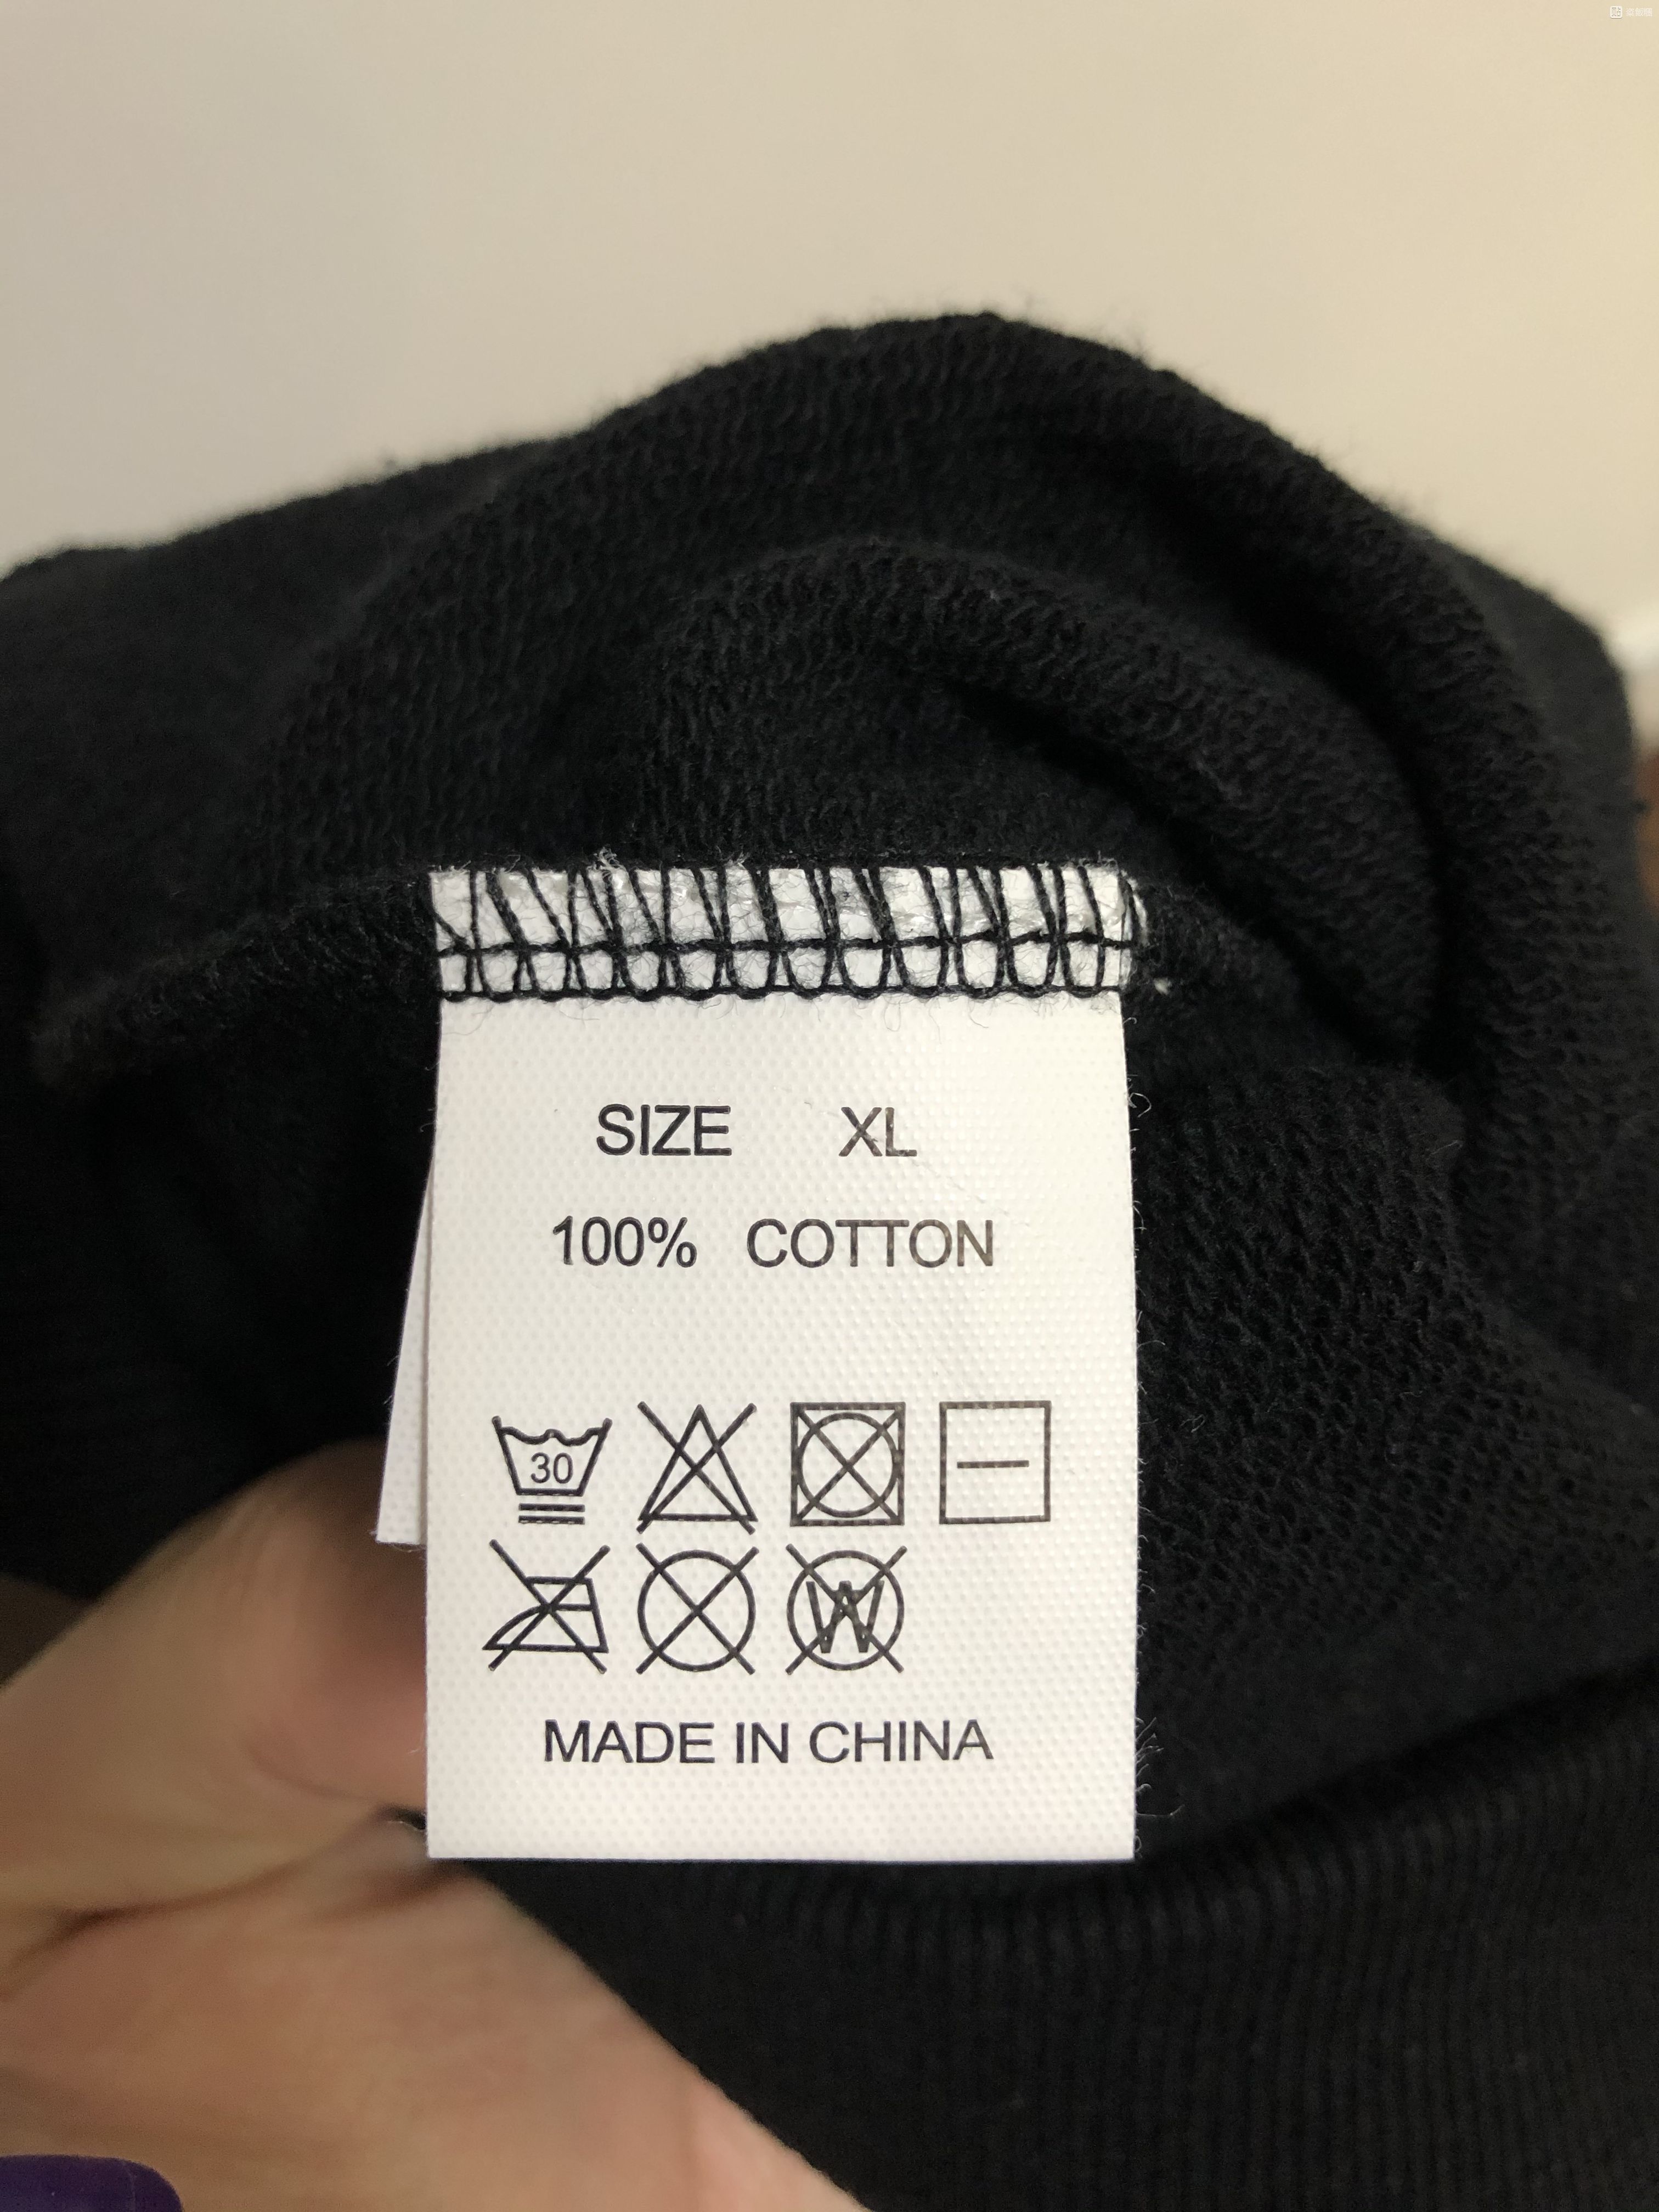 SIZE XL
100% COTTON
30
W
MADE IN CHINA